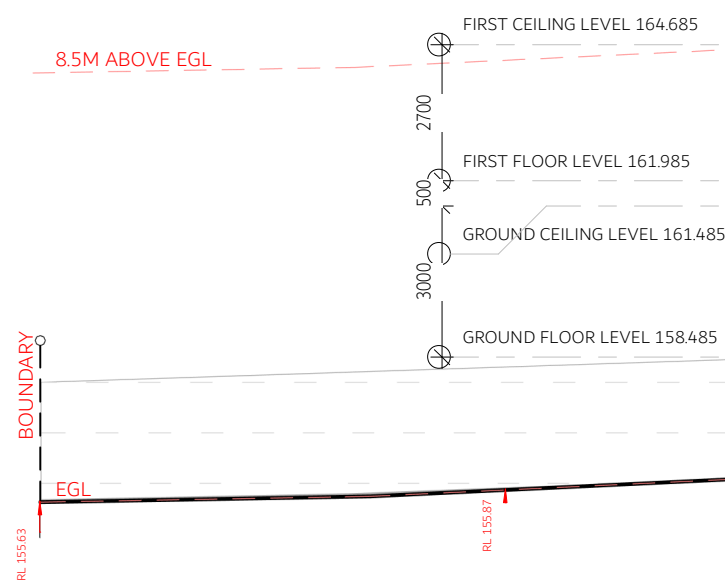 FIRST CEILING LEVEL 164.685
8.5M ABOVE EGL
2700
FIRST FLOOR LEVEL 161.985
500
GROUND CEILING LEVEL 161.485
3000
GROUND FLOOR LEVEL 158.485
BOUNDARY
EGL
RL 155.63
RL 155.87